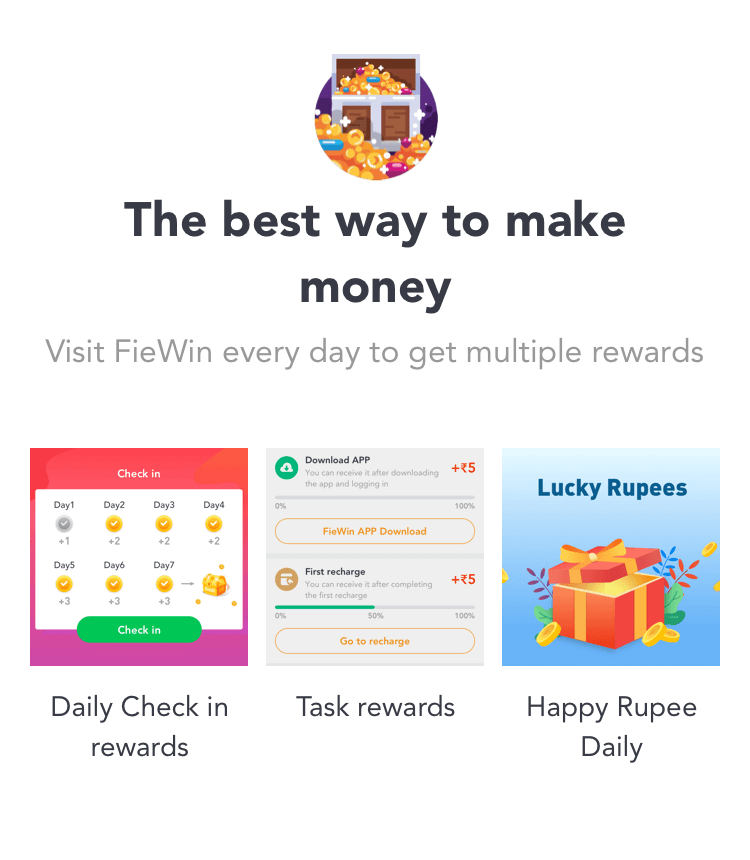 The best way to make
money
Visit FieWin every day to get multiple rewards
Check in
Day1 Day2 Day3 Day4
+1 +2 +2 +2
Day5 Day6 Day7
+3 +3 +3
Check in
Daily Check in
rewards
Download APP
You can receive it after downloading
the app and logging in
+₹5
0% 100%
FieWin APP Download
First recharge
You can receive it after completing
the first recharge
+₹5
0% 50% 100%
Go to recharge
Task rewards
Lucky Rupees
Happy Rupee
Daily